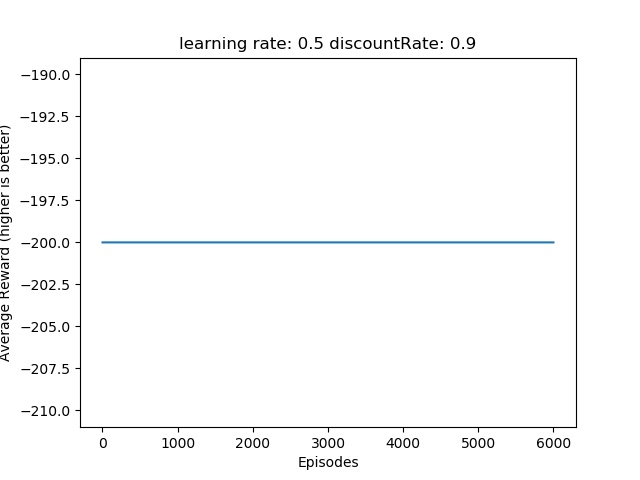 learning rate: 0.5 discountRate: 0.9
−190.0
−192.5
−195.0
−197.5
−200.0
−202.5
−205.0
−207.5
−210.0
Average Reward (higher is better)
0 1000 2000 3000 4000 5000 6000
Episodes